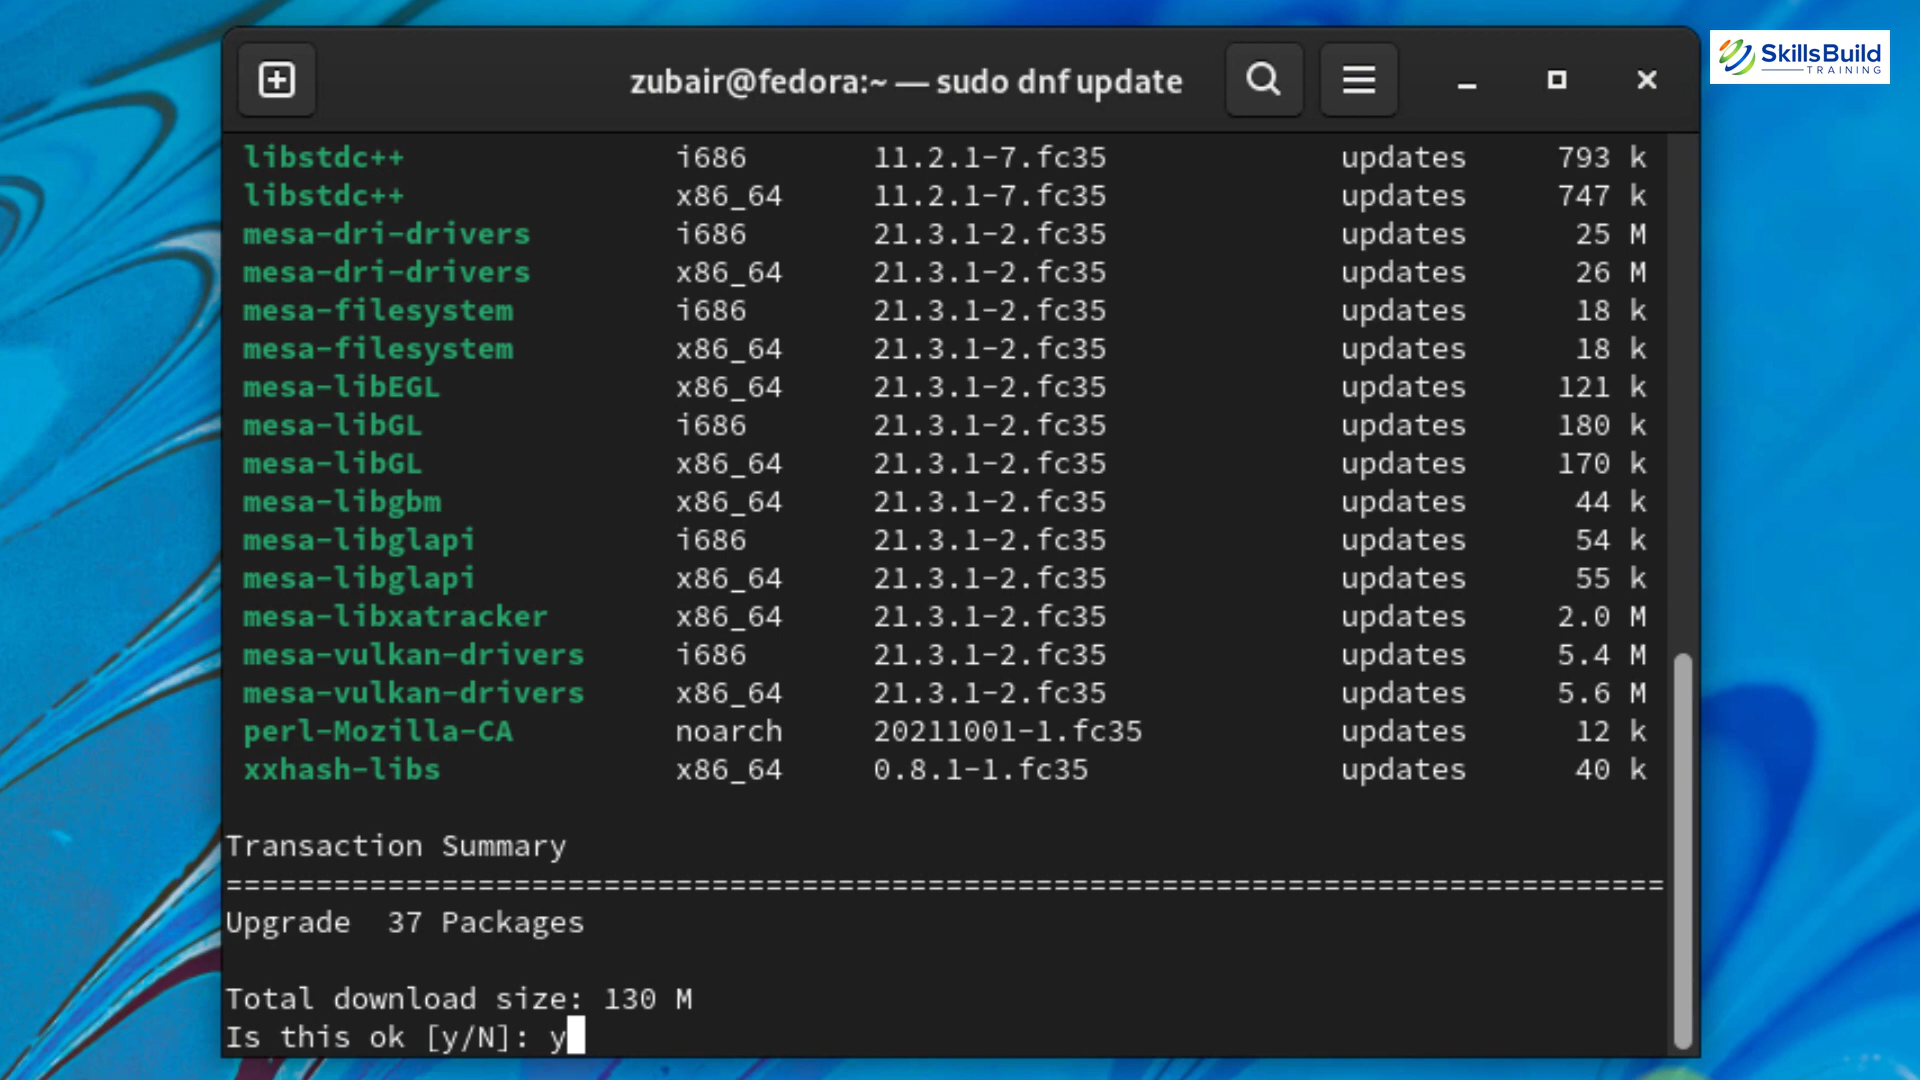 SkillsBuild
TRAINING
zubair@fedora:~ — sudo dnf update
libstdc++ i686 11.2.1-7.fc35 updates 793 k
libstdc++ x86_64 11.2.1-7.fc35 updates 747 k
mesa-dri-drivers i686 21.3.1-2.fc35 updates 25 M
mesa-dri-drivers x86_64 21.3.1-2.fc35 updates 26 M
mesa-filesystem i686 21.3.1-2.fc35 updates 18 k
mesa-filesystem x86_64 21.3.1-2.fc35 updates 18 k
mesa-libEGL x86_64 21.3.1-2.fc35 updates 121 k
mesa-libGL i686 21.3.1-2.fc35 updates 180 k
mesa-libGL x86_64 21.3.1-2.fc35 updates 170 k
mesa-libgbm x86_64 21.3.1-2.fc35 updates 44 k
mesa-libglapi i686 21.3.1-2.fc35 updates 54 k
mesa-libglapi x86_64 21.3.1-2.fc35 updates 55 k
mesa-libxatracker x86_64 21.3.1-2.fc35 updates 2.0 M
mesa-vulkan-drivers i686 21.3.1-2.fc35 updates 5.4 M
mesa-vulkan-drivers x86_64 21.3.1-2.fc35 updates 5.6 M
perl-Mozilla-CA noarch 20211001-1.fc35 updates 12 k
xxhash-libs x86_64 0.8.1-1.fc35 updates 40 k
Transaction Summary
================================================================================
Upgrade 37 Packages
Total download size: 130 M
Is this ok [y/N]: y